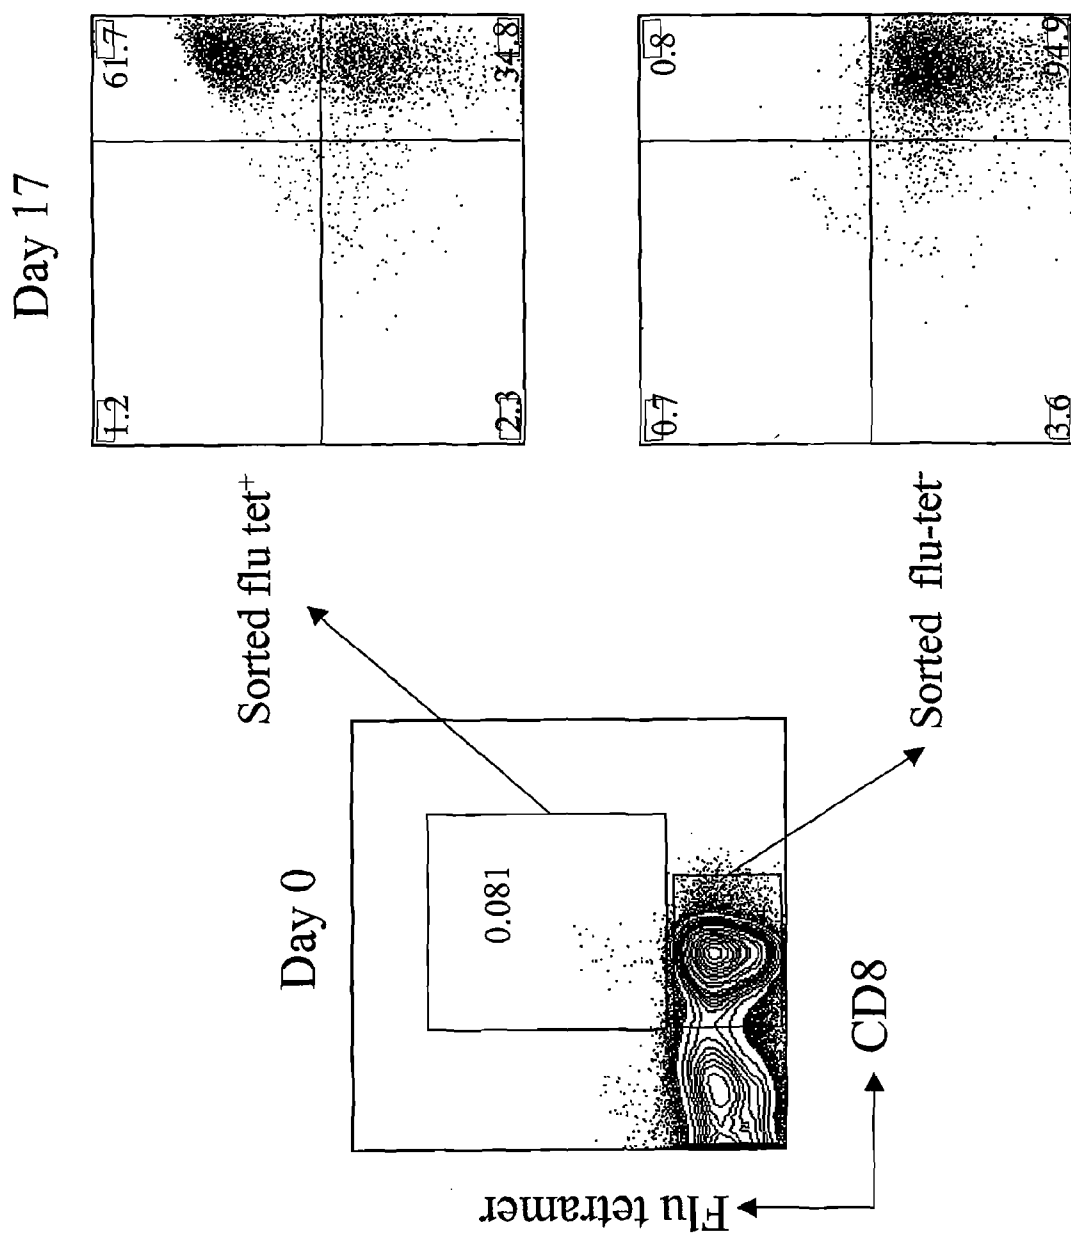 Day 17
61.7
34.8
1.2
2.3
0.8
94.9
0.7
3.6
Sorted flu tet+
Sorted flu-tet-
Day 0
0.081
CD8
Flu tetramer